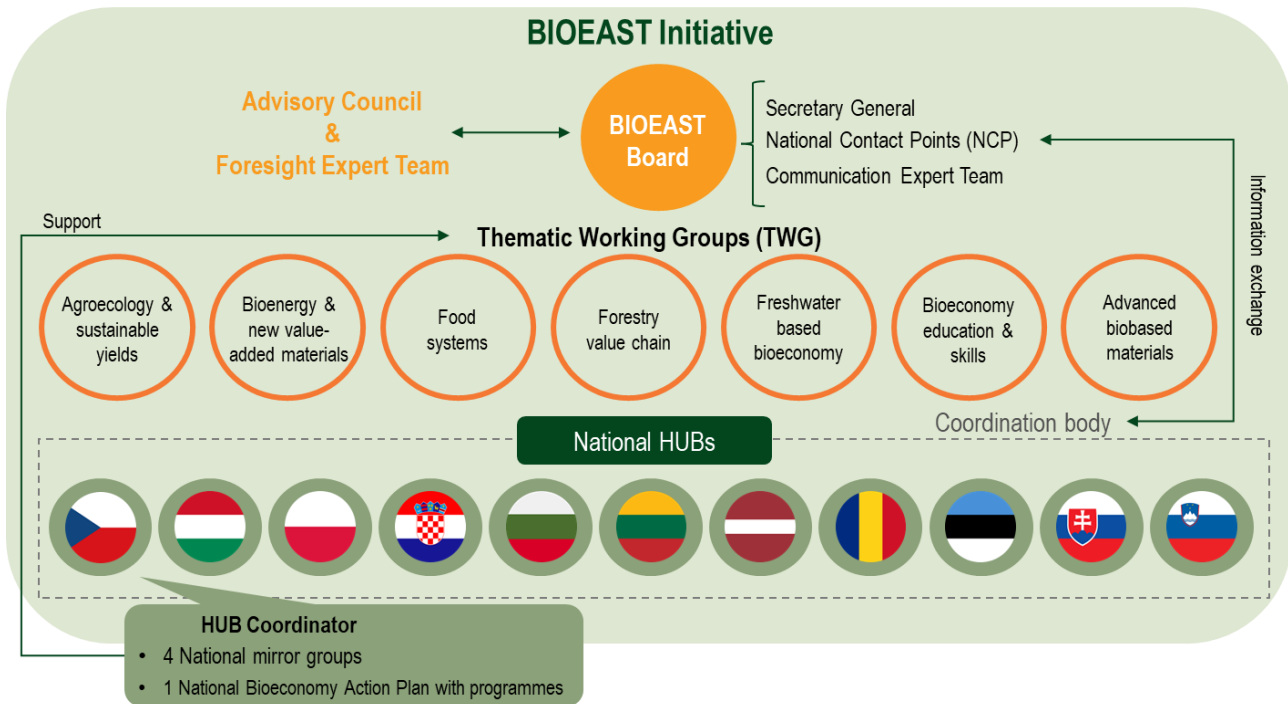 BIOEAST Initiative
Advisory Council
&
Foresight Expert Team
BIOEAST
Board
Secretary General
National Contact Points (NCP)
Communication Expert Team
Information exchange
Support
Thematic Working Groups (TWG)
Agroecology &
sustainable
yields
Bioenergy &
new value-
added materials
Food
systems
Forestry
value chain
Freshwater
based
bioeconomy
Bioeconomy
education &
skills
Advanced
biobased
materials
Coordination body
National HUBs
HUB Coordinator
• 4 National mirror groups
• 1 National Bioeconomy Action Plan with programmes